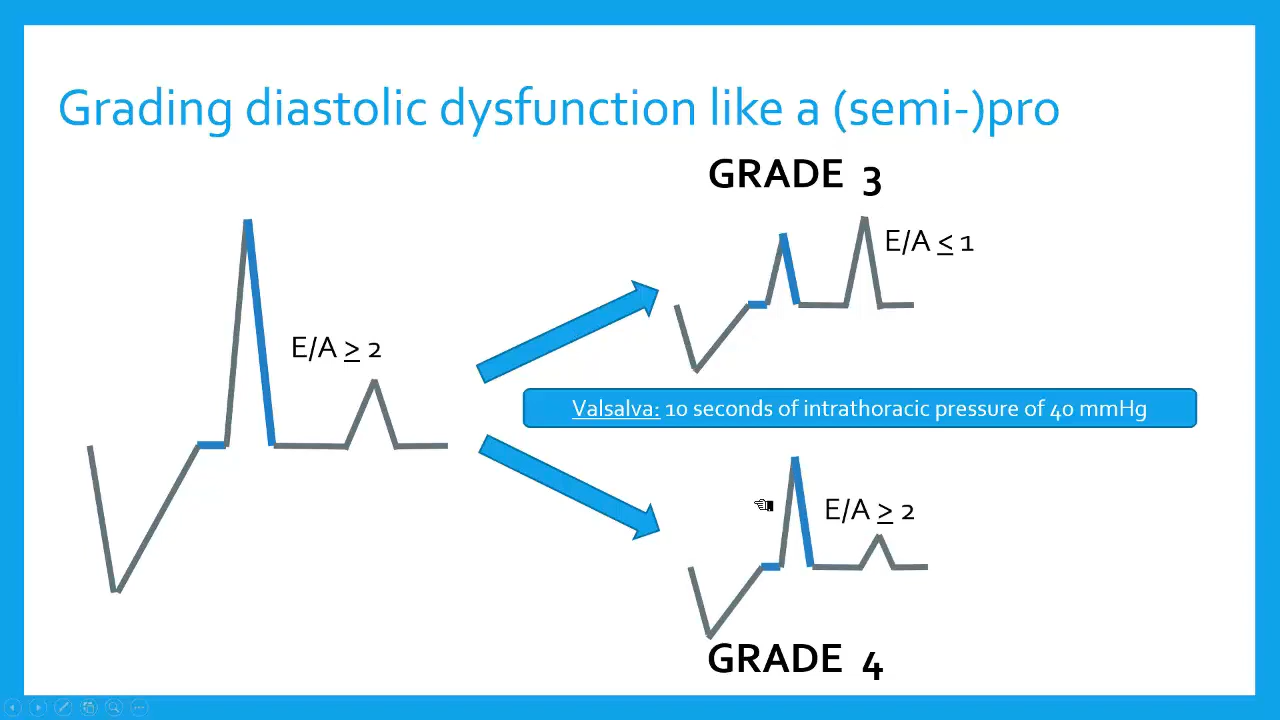 Grading diastolic dysfunction like a (semi-)pro
GRADE 3
E/A ≤ 1
E/A ≥ 2
Valsalva: 10 seconds of intrathoracic pressure of 40 mmHg
E/A ≥ 2
GRADE 4